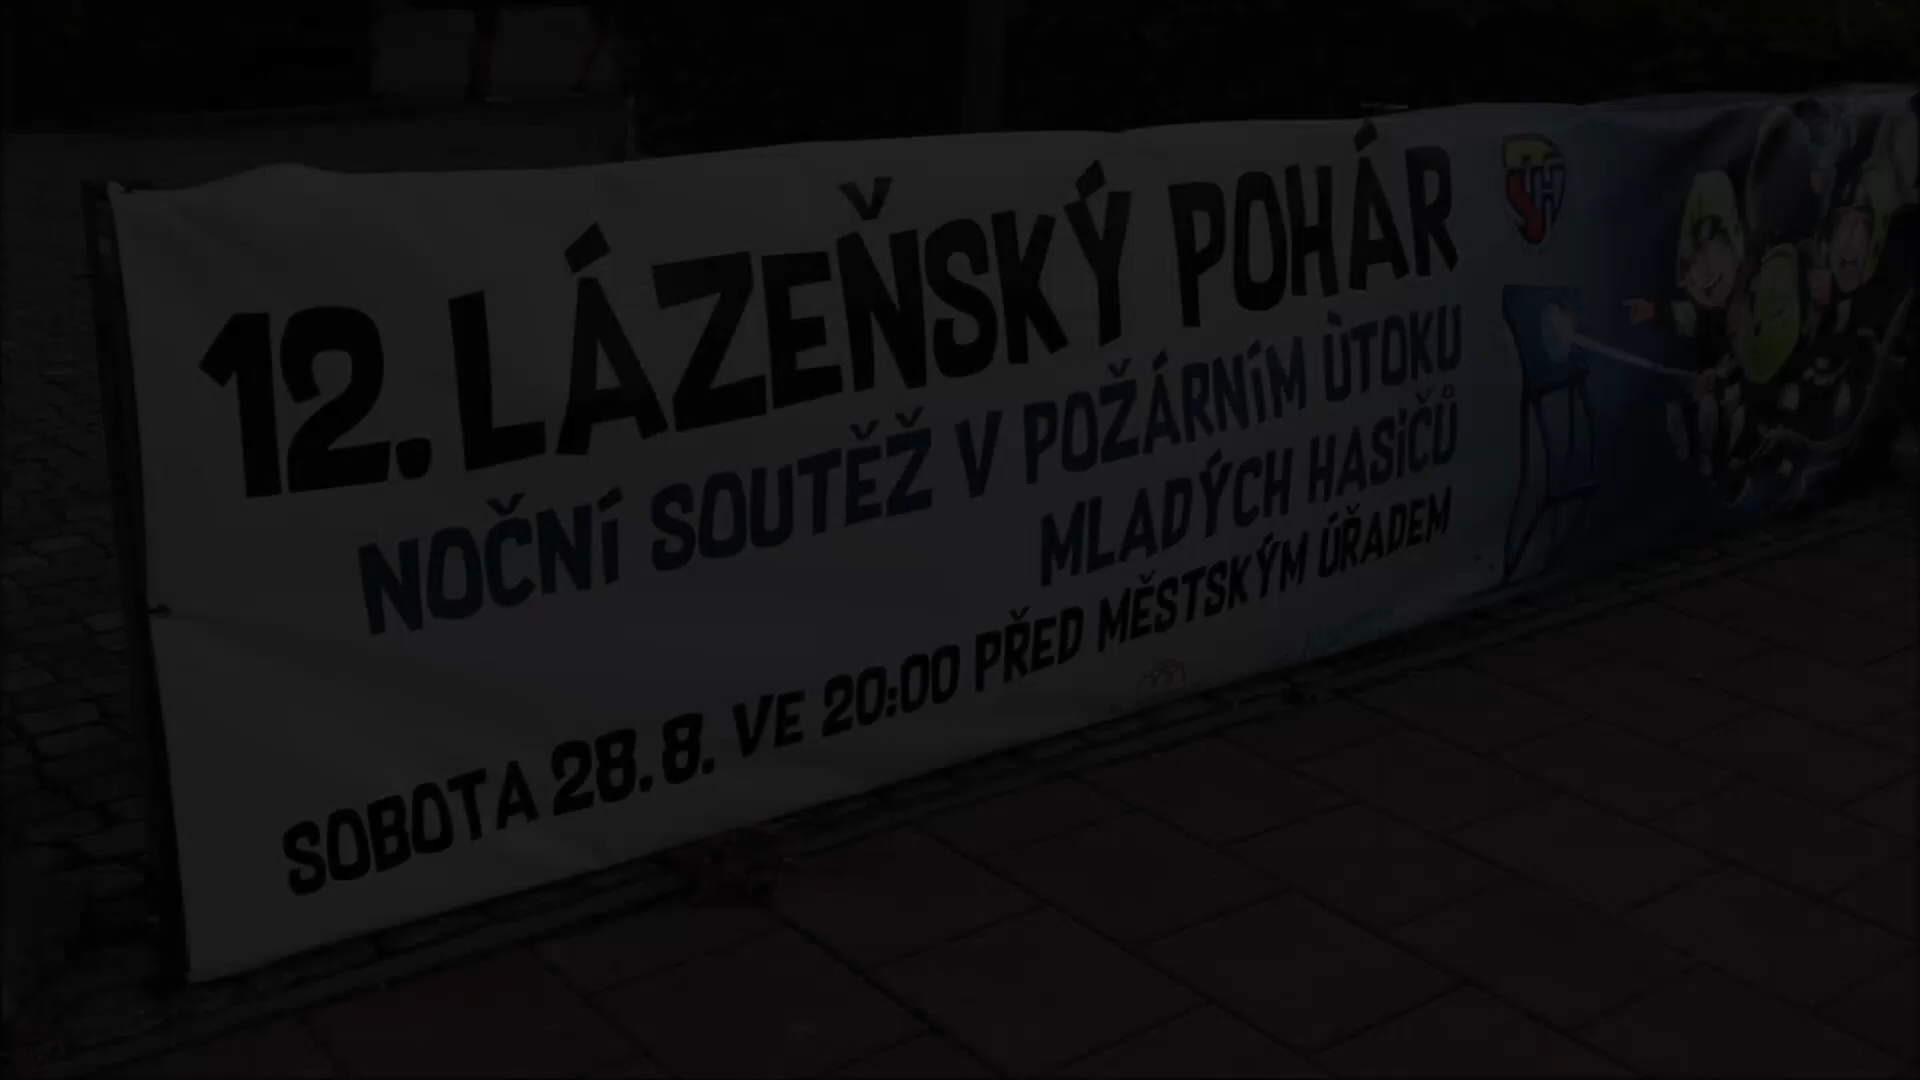 12. LÁZEŇSKÝ POHÁR
NOČNÍ SOUTĚŽ V POŽÁRNÍM ÚTOKU
MLADÝCH HASIČŮ
SOBOTA 28.8. VE 20:00 PŘED MĚSTSKÝM ÚŘADEM